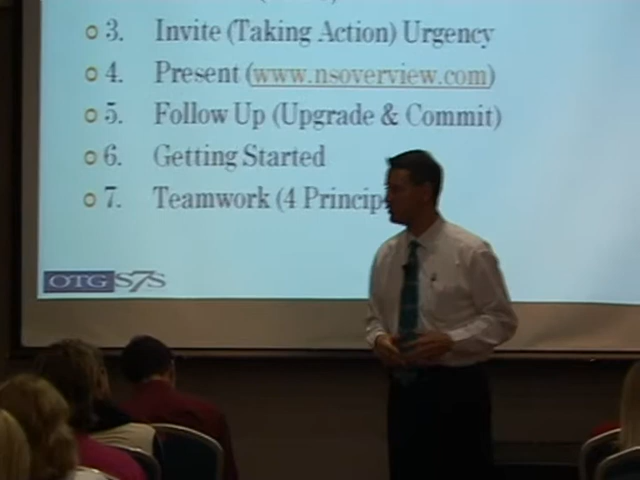 3. Invite (Taking Action) Urgency
4. Present (www.nsoverview.com)
5. Follow Up (Upgrade & Commit)
6. Getting Started
7. Teamwork (4 Princip
OTG S7S